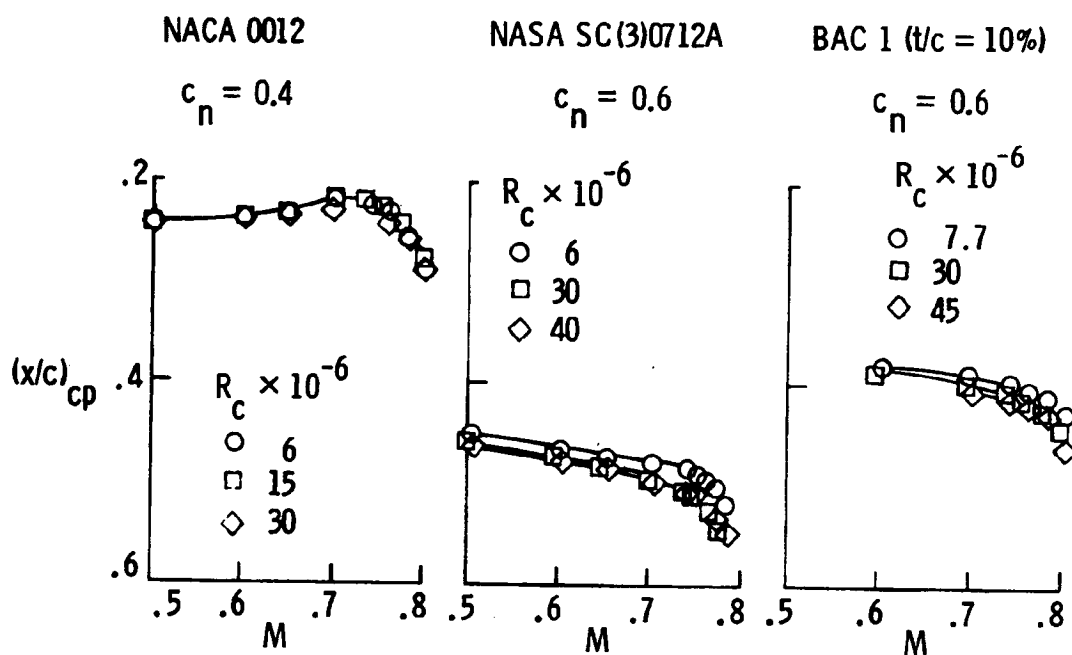 NACA 0012
c_n = 0.4
.2
.4
.6
(x/c)_cp
R_c × 10^-6
6
15
30
.5 .6 .7 .8
M
NASA SC(3)0712A
c_n = 0.6
R_c × 10^-6
6
30
40
.5 .6 .7 .8
M
BAC 1 (t/c = 10%)
c_n = 0.6
R_c × 10^-6
7.7
30
45
.5 .6 .7 .8
M